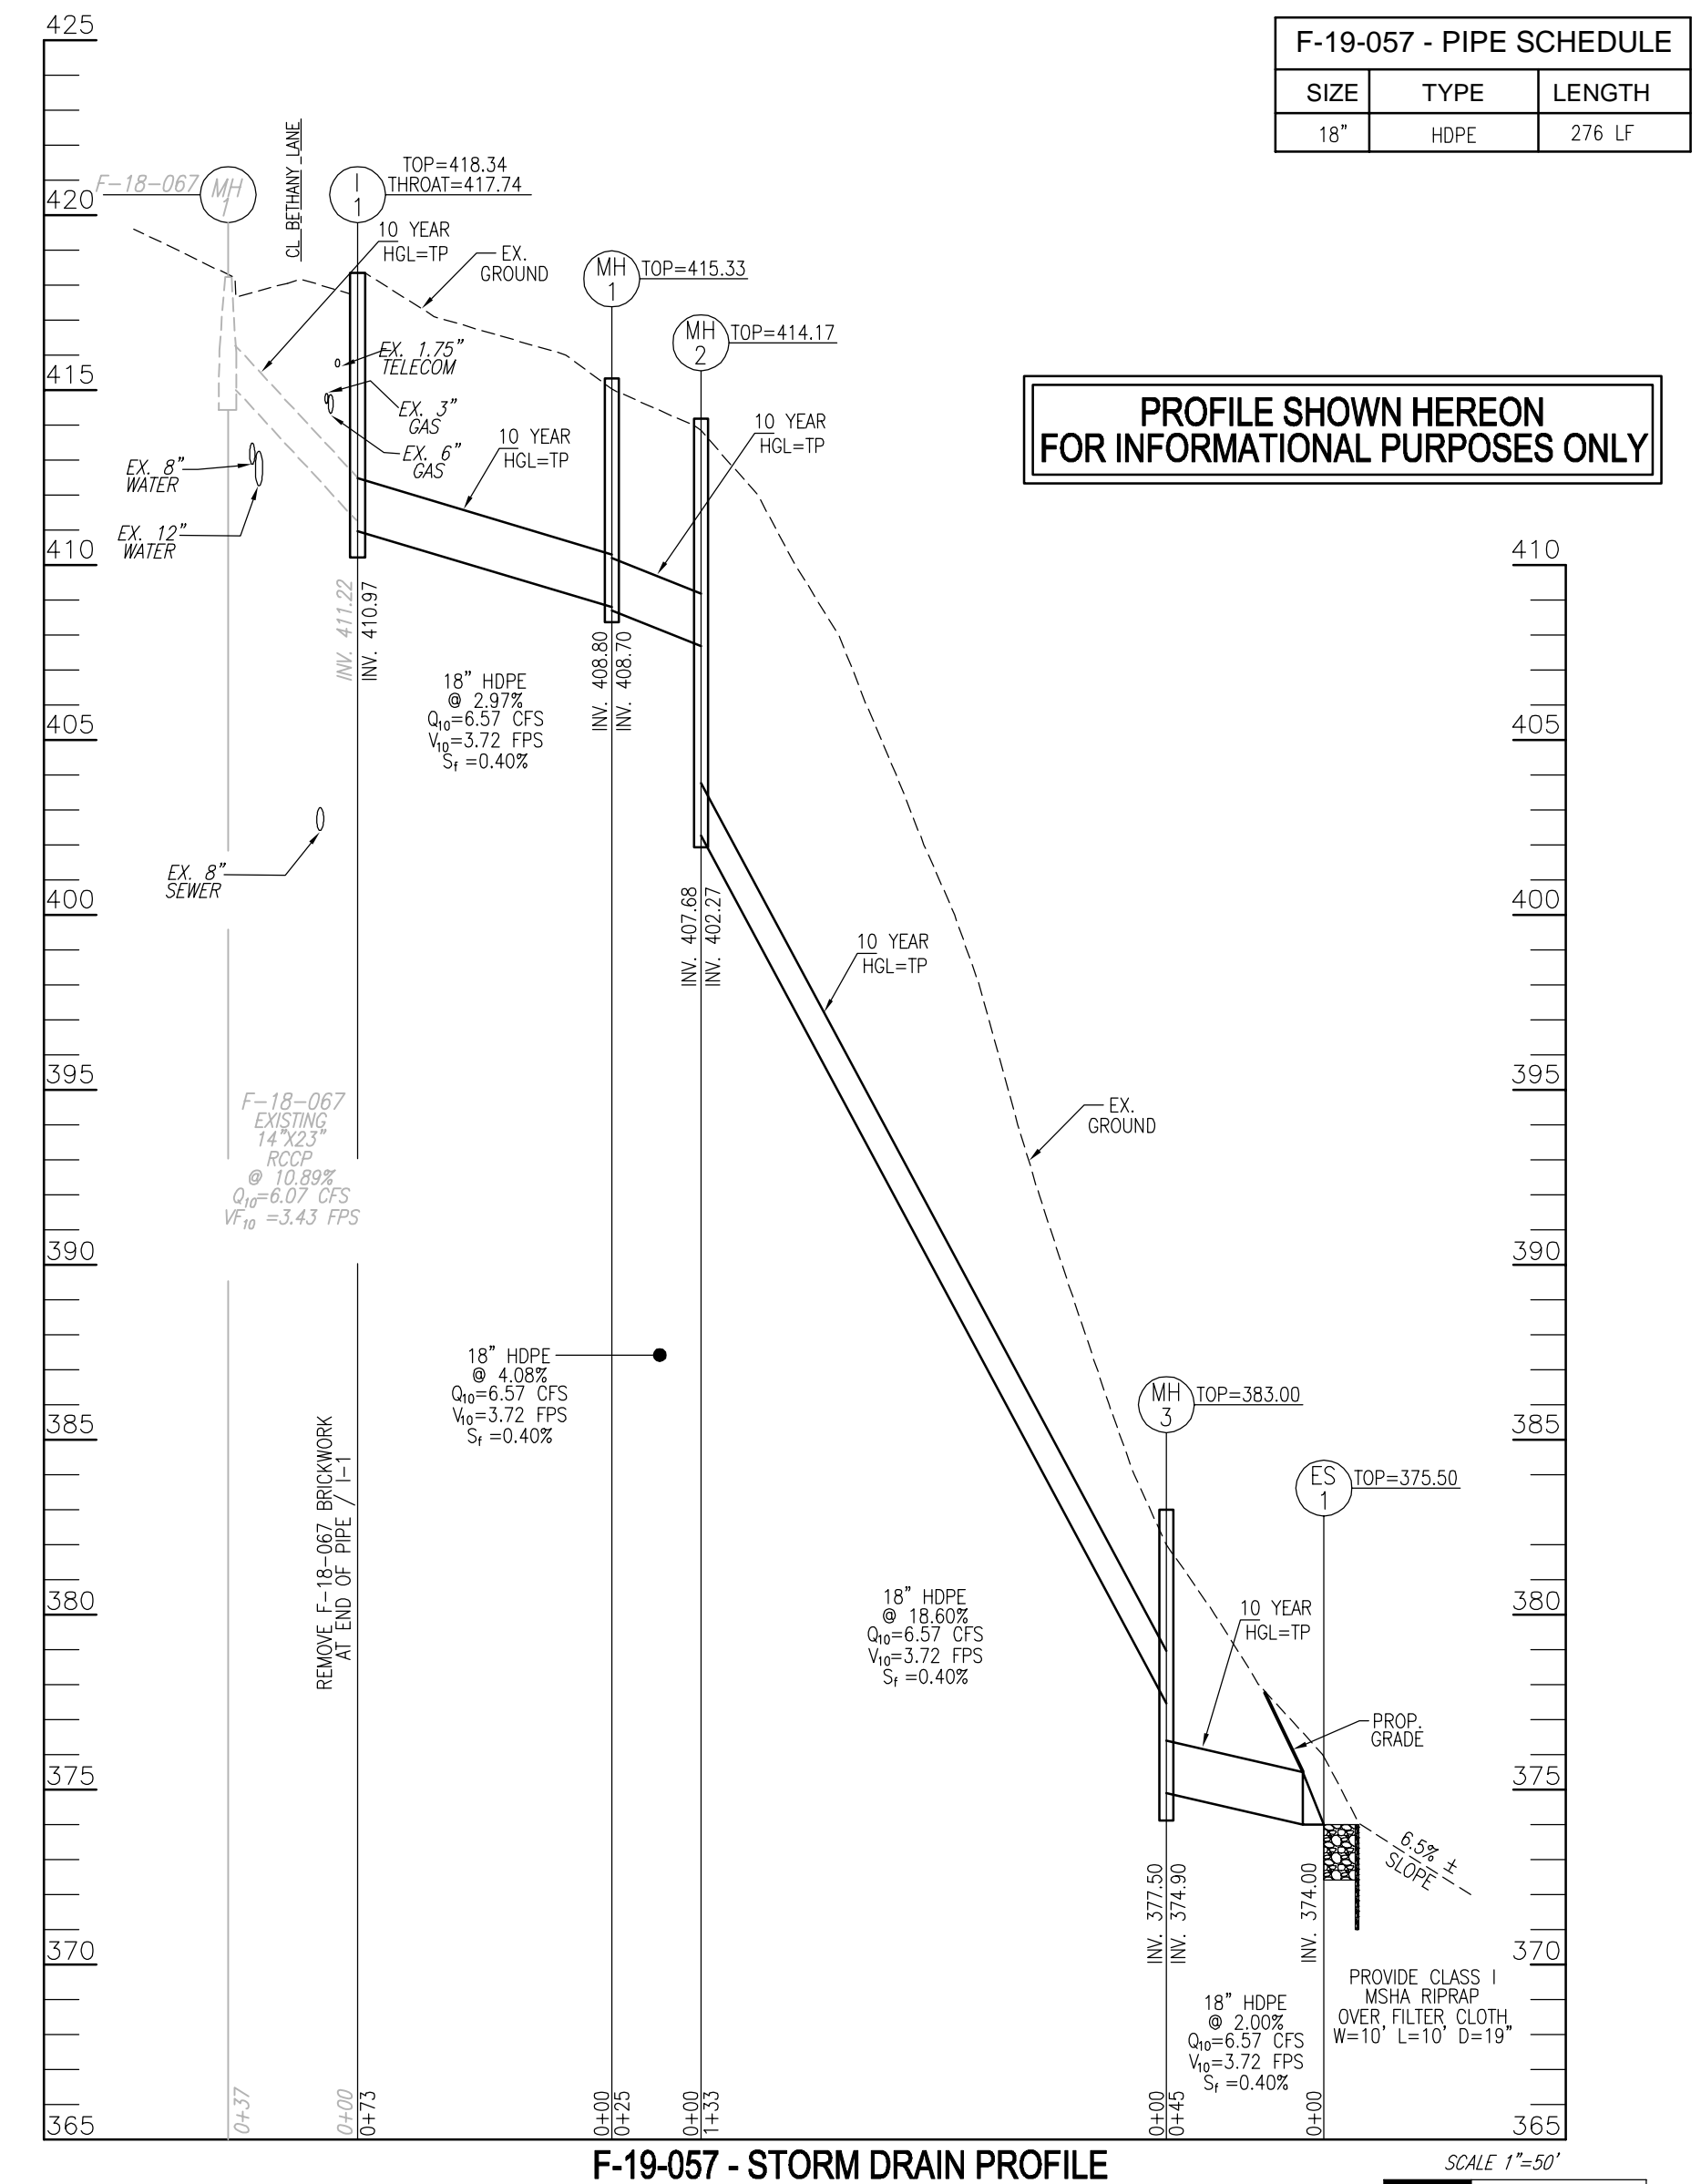 F-19-057 - PIPE SCHEDULE
SIZE TYPE LENGTH
18" HDPE 276 LF
425
420
415
410
405
400
395
390
385
380
375
370
365
F-18-067
MH
1
CL BETHANY LANE
I
1
TOP=418.34
THROAT=417.74
10 YEAR
HGL=TP
EX.
GROUND
MH
1
TOP=415.33
MH
2
TOP=414.17
EX. 1.75"
TELECOM
EX. 3"
GAS
EX. 6"
GAS
EX. 8"
WATER
EX. 12"
WATER
10 YEAR
HGL=TP
10 YEAR
HGL=TP
PROFILE SHOWN HEREON
FOR INFORMATIONAL PURPOSES ONLY
INV. 411.22
INV. 410.97
18" HDPE
@ 2.97%
Q10=6.57 CFS
V10=3.72 FPS
Sf =0.40%
INV. 408.80
INV. 408.70
EX. 8"
SEWER
INV. 407.68
INV. 402.27
10 YEAR
HGL=TP
F-18-067
EXISTING
14"X23"
RCCP
@ 10.89%
Q10=6.07 CFS
VF10 =3.43 FPS
EX.
GROUND
18" HDPE
@ 4.08%
Q10=6.57 CFS
V10=3.72 FPS
Sf =0.40%
REMOVE F-18-067 BRICKWORK
AT END OF PIPE / I-1
MH
3
TOP=383.00
ES
1
TOP=375.50
18" HDPE
@ 18.60%
Q10=6.57 CFS
V10=3.72 FPS
Sf =0.40%
10 YEAR
HGL=TP
PROP.
GRADE
6.5% ±
SLOPE
INV. 377.50
INV. 374.90
INV. 374.00
PROVIDE CLASS I
MSHA RIPRAP
OVER FILTER CLOTH
W=10' L=10' D=19"
18" HDPE
@ 2.00%
Q10=6.57 CFS
V10=3.72 FPS
Sf =0.40%
410
405
400
395
390
385
380
375
370
365
0+37
0+00
0+73
0+00
0+25
0+00
1+33
0+00
0+45
0+00
F-19-057 - STORM DRAIN PROFILE
SCALE 1"=50'